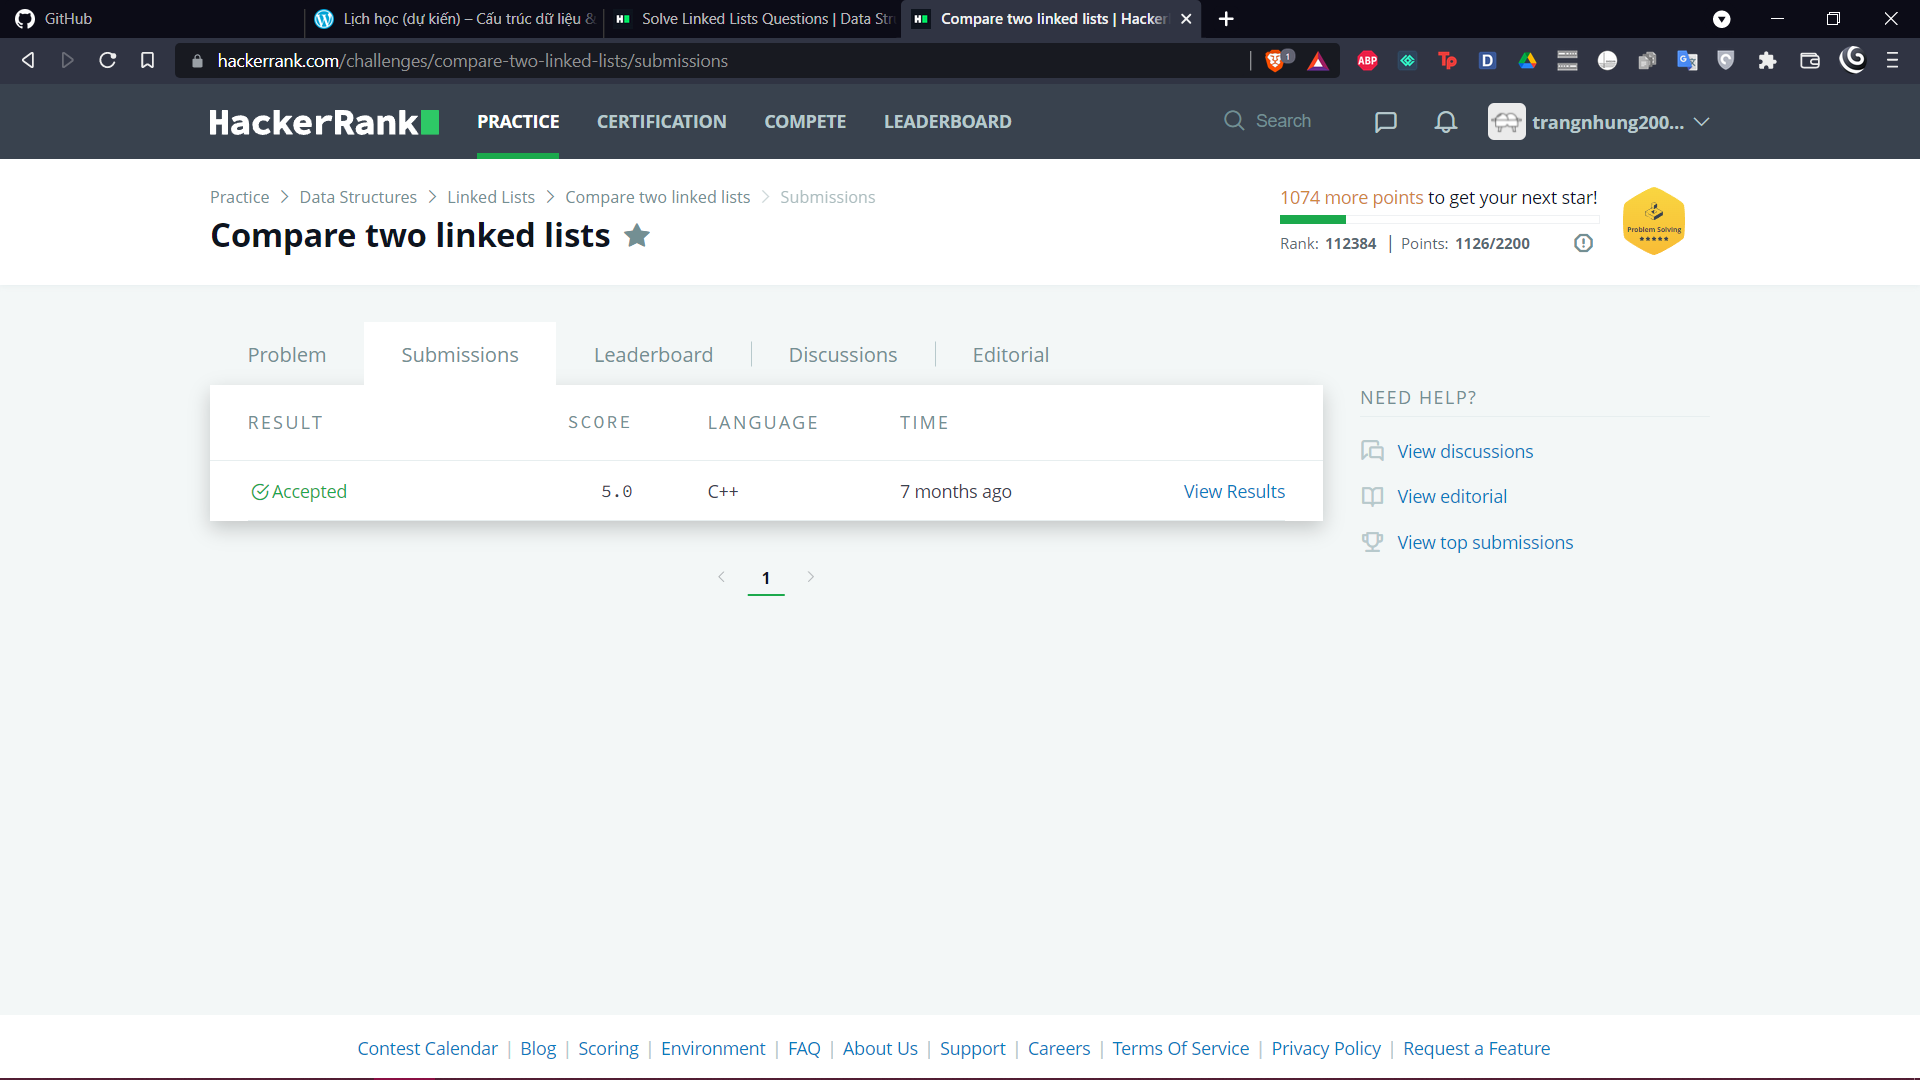 GitHub
Lịch học (dự kiến) – Cấu trúc dữ liệu &
Solve Linked Lists Questions | Data Stru
Compare two linked lists | Hacker
hackerrank.com/challenges/compare-two-linked-lists/submissions
1
ABP
Tp
D
HackerRank
PRACTICE
CERTIFICATION
COMPETE
LEADERBOARD
Search
trangnhung200...
Practice > Data Structures > Linked Lists > Compare two linked lists > Submissions
Compare two linked lists
1074 more points to get your next star!
Rank: 112384 | Points: 1126/2200
Problem Solving
Problem
Submissions
Leaderboard
Discussions
Editorial
RESULT SCORE LANGUAGE TIME
Accepted 5.0 C++ 7 months ago View Results
1
NEED HELP?
View discussions
View editorial
View top submissions
Contest Calendar | Blog | Scoring | Environment | FAQ | About Us | Support | Careers | Terms Of Service | Privacy Policy | Request a Feature